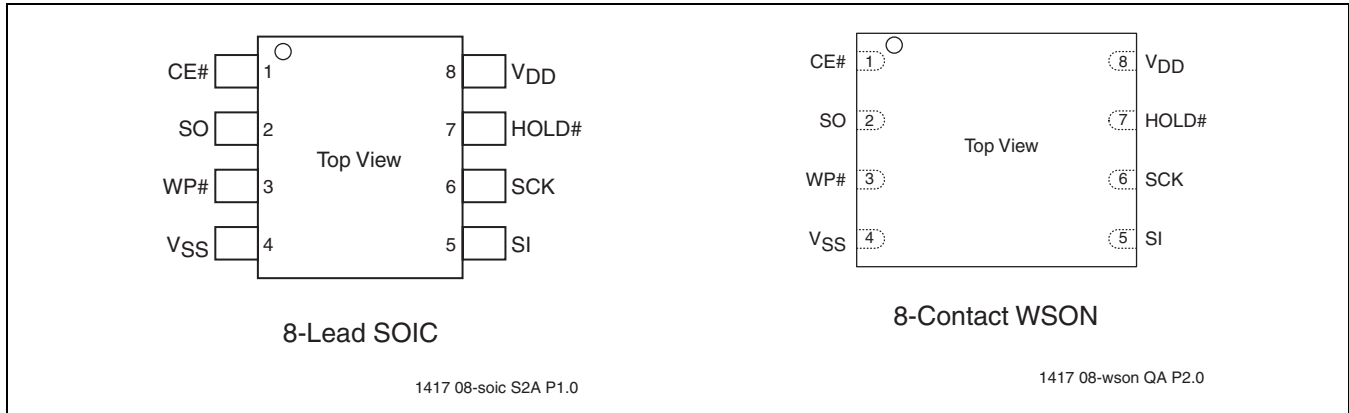 CE# 1 8 VDD
SO 2 7 HOLD#
Top View
WP# 3 6 SCK
VSS 4 5 SI
8-Lead SOIC
1417 08-soic S2A P1.0
CE# 1 8 VDD
SO 2 7 HOLD#
Top View
WP# 3 6 SCK
VSS 4 5 SI
8-Contact WSON
1417 08-wson QA P2.0